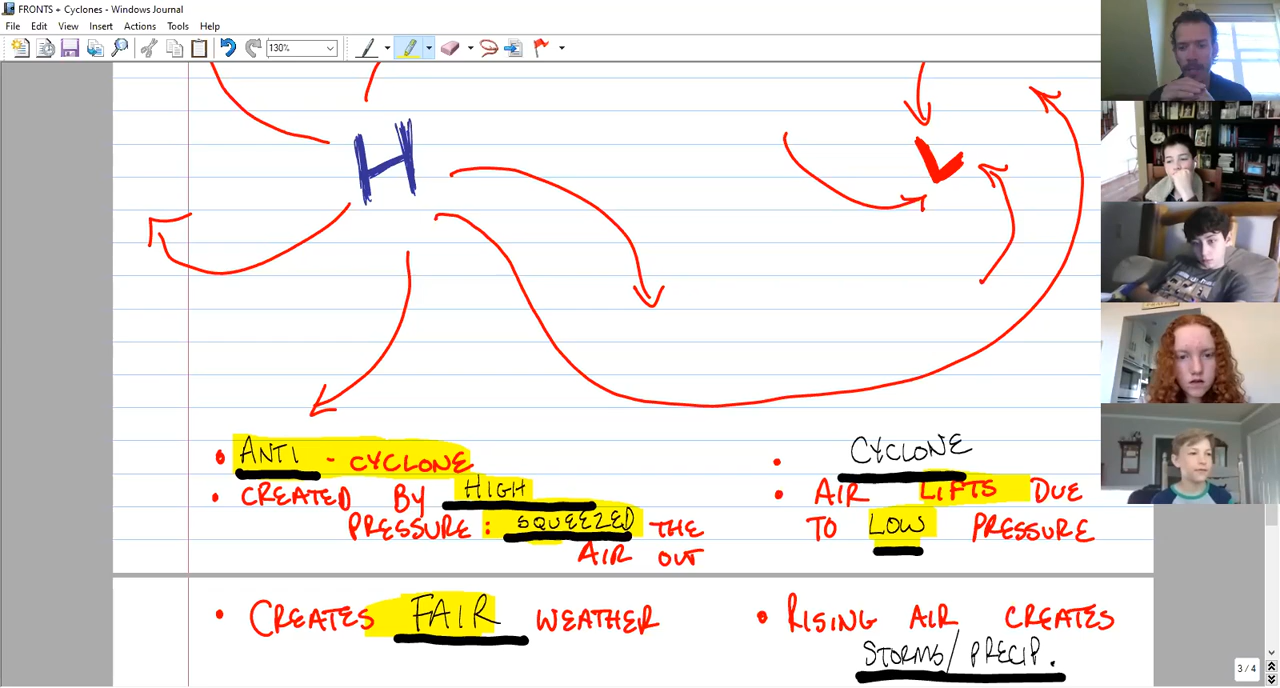 FRONTS + Cyclones - Windows Journal
File Edit View Insert Actions Tools Help
130%
H
L
• ANTI - CYCLONE
• CREATED BY HIGH
PRESSURE: SQUEEZED THE
AIR OUT
• CREATES FAIR WEATHER
• CYCLONE
• AIR LIFTS DUE
TO LOW PRESSURE
• RISING AIR CREATES
STORMS/PRECIP.
3 / 4